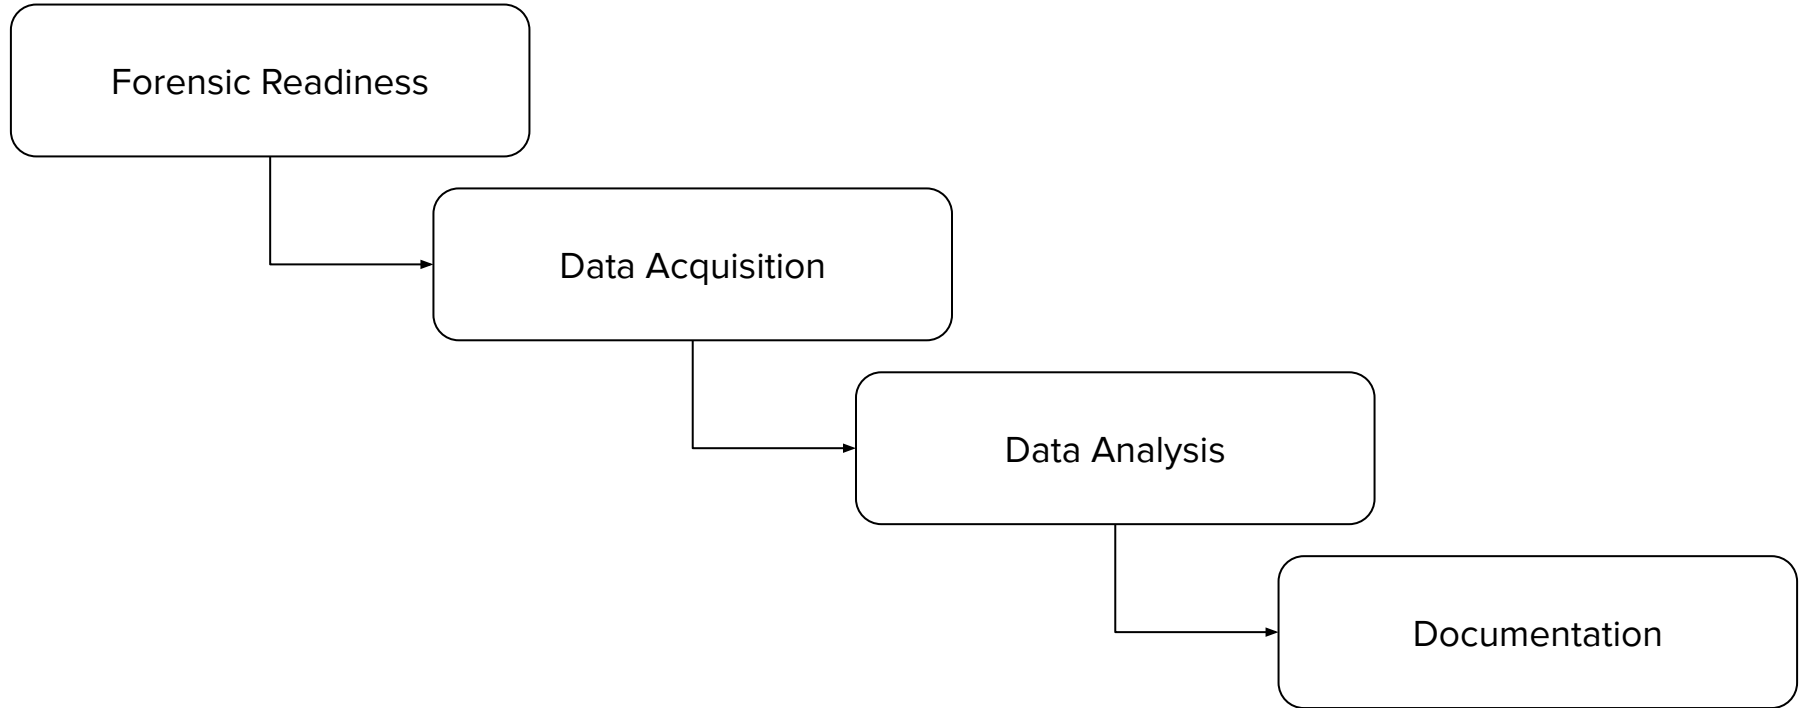 Forensic Readiness
Data Acquisition
Data Analysis
Documentation